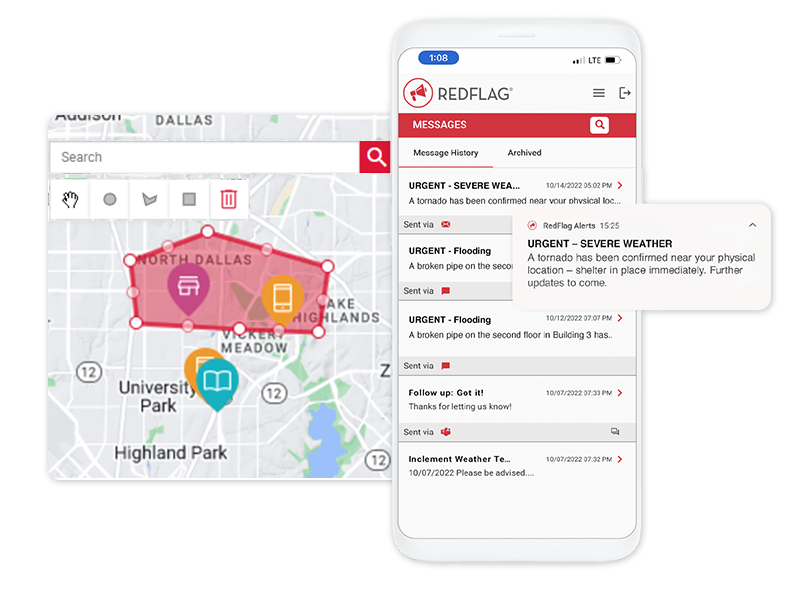 Addison
DALLAS
Search
NORTH DALLAS
LAKE
HIGHLANDS
VICKERY
MEADOW
12
University
Park
12
Highland Park
12
1:08
LTE
REDFLAG®
MESSAGES
Message History
Archived
URGENT - SEVERE WEA...
10/14/2022 05:02 PM
A tornado has been confirmed near your physical loc...
Sent via
URGENT - Flooding
A broken pipe on the secon
Sent via
URGENT - Flooding
10/12/2022 07:07 PM
A broken pipe on the second floor in Building 3 has..
Sent via
Follow up: Got it!
10/07/2022 07:33 PM
Thanks for letting us know!
Sent via
Inclement Weather Te...
10/07/2022 07:32 PM
10/07/2022 Please be advised....
RedFlag Alerts 15:25
URGENT – SEVERE WEATHER
A tornado has been confirmed near your physical
location – shelter in place immediately. Further
updates to come.